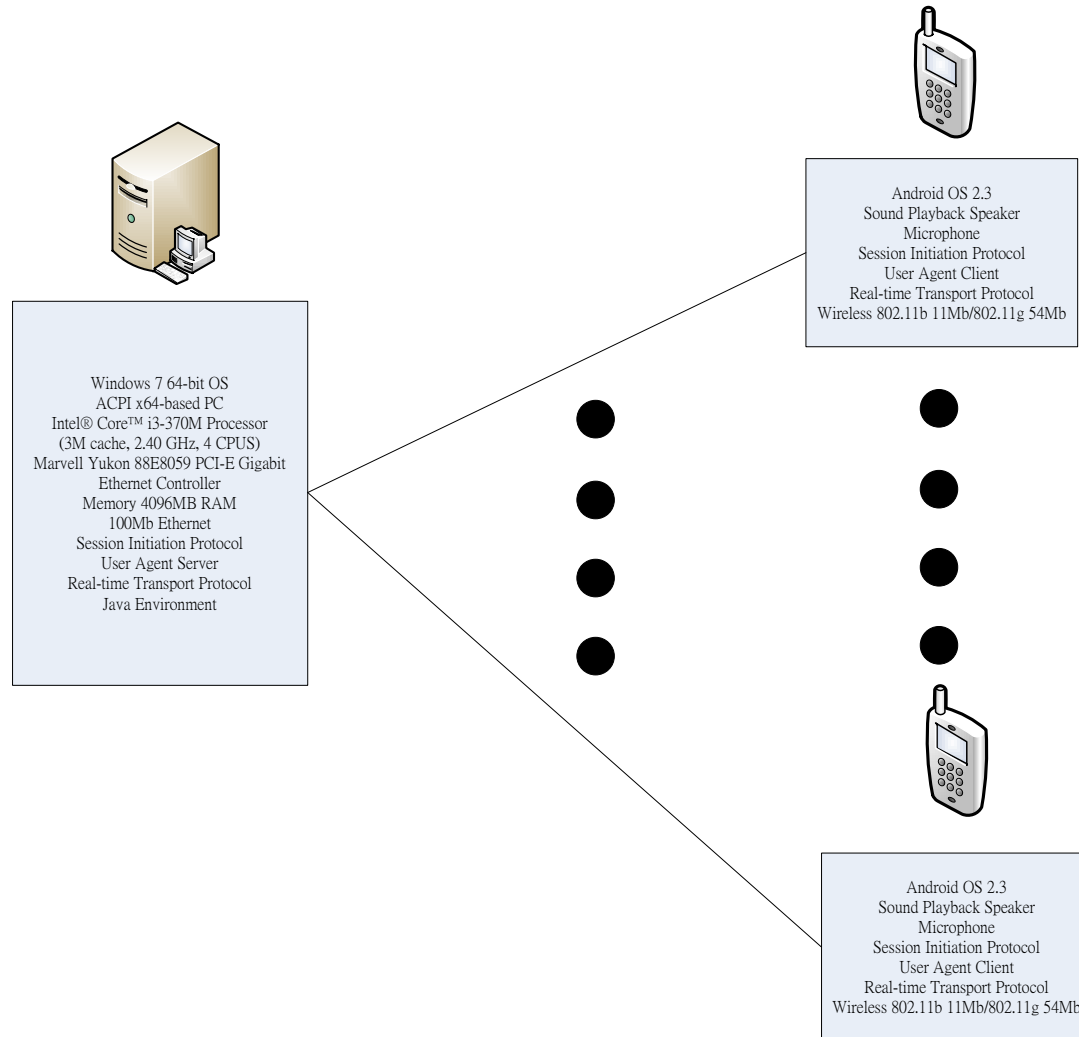 Windows 7 64-bit OS
ACPI x64-based PC
Intel® Core™ i3-370M Processor
(3M cache, 2.40 GHz, 4 CPUS)
Marvell Yukon 88E8059 PCI-E Gigabit
Ethernet Controller
Memory 4096MB RAM
100Mb Ethernet
Session Initiation Protocol
User Agent Server
Real-time Transport Protocol
Java Environment
Android OS 2.3
Sound Playback Speaker
Microphone
Session Initiation Protocol
User Agent Client
Real-time Transport Protocol
Wireless 802.11b 11Mb/802.11g 54Mb
Android OS 2.3
Sound Playback Speaker
Microphone
Session Initiation Protocol
User Agent Client
Real-time Transport Protocol
Wireless 802.11b 11Mb/802.11g 54Mb